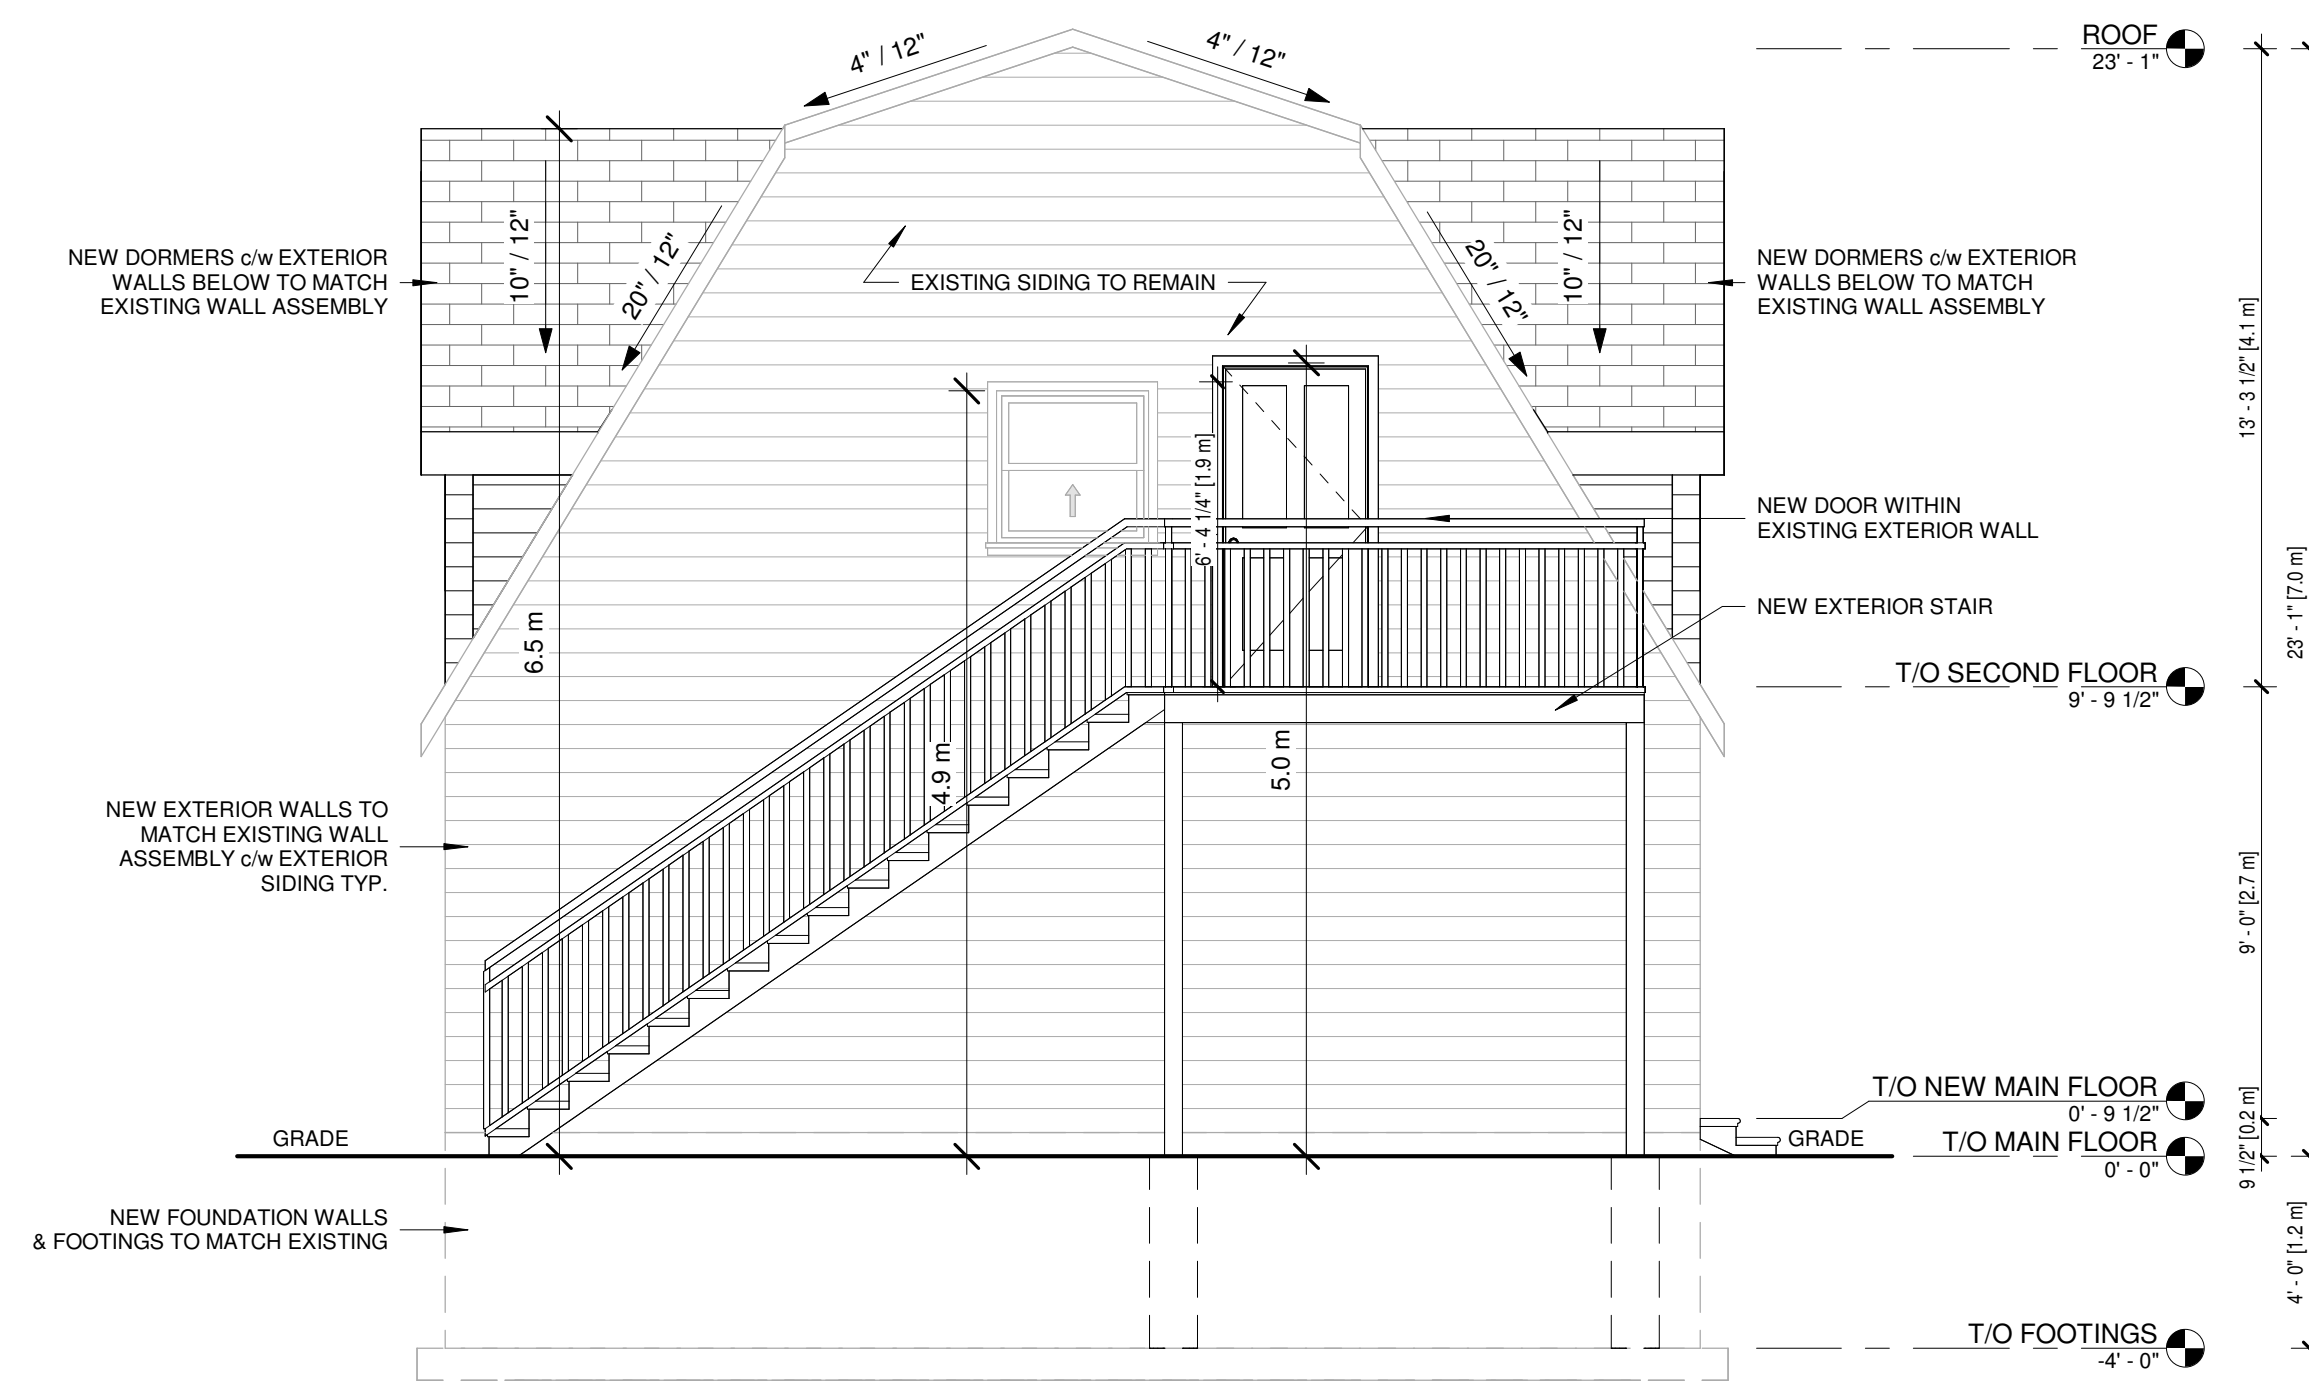 ROOF
23' - 1"
4" / 12"
4" / 12"
10" / 12"
20" / 12"
20" / 12"
10" / 12"
NEW DORMERS c/w EXTERIOR
WALLS BELOW TO MATCH
EXISTING WALL ASSEMBLY
EXISTING SIDING TO REMAIN
NEW DORMERS c/w EXTERIOR
WALLS BELOW TO MATCH
EXISTING WALL ASSEMBLY
13' - 3 1/2" [4.1 m]
6' - 4 1/4" [1.9 m]
NEW DOOR WITHIN
EXISTING EXTERIOR WALL
23' - 1" [7.0 m]
NEW EXTERIOR STAIR
6.5 m
T/O SECOND FLOOR
9' - 9 1/2"
4.9 m
5.0 m
NEW EXTERIOR WALLS TO
MATCH EXISTING WALL
ASSEMBLY c/w EXTERIOR
SIDING TYP.
9' - 0" [2.7 m]
T/O NEW MAIN FLOOR
0' - 9 1/2"
9 1/2" [0.2 m]
GRADE
GRADE
T/O MAIN FLOOR
0' - 0"
NEW FOUNDATION WALLS
& FOOTINGS TO MATCH EXISTING
4' - 0" [1.2 m]
T/O FOOTINGS
-4' - 0"